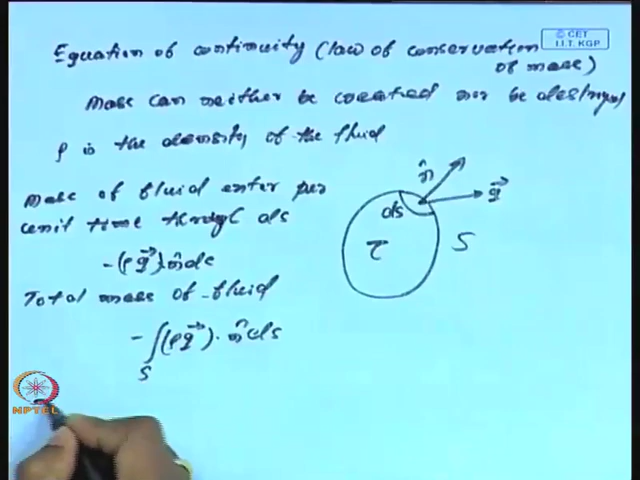 Equation of continuity (law of conservation
of mass)
© CET
I.I.T. KGP
Mass can neither be created nor be destroyed
ρ is the density of the fluid
Mass of fluid enter per
unit time through ds
-(ρq⃗).n̂ds
Total mass of fluid
-∫(ρq⃗).n̂ds
S
n̂
q⃗
ds
τ
S
NPTEL